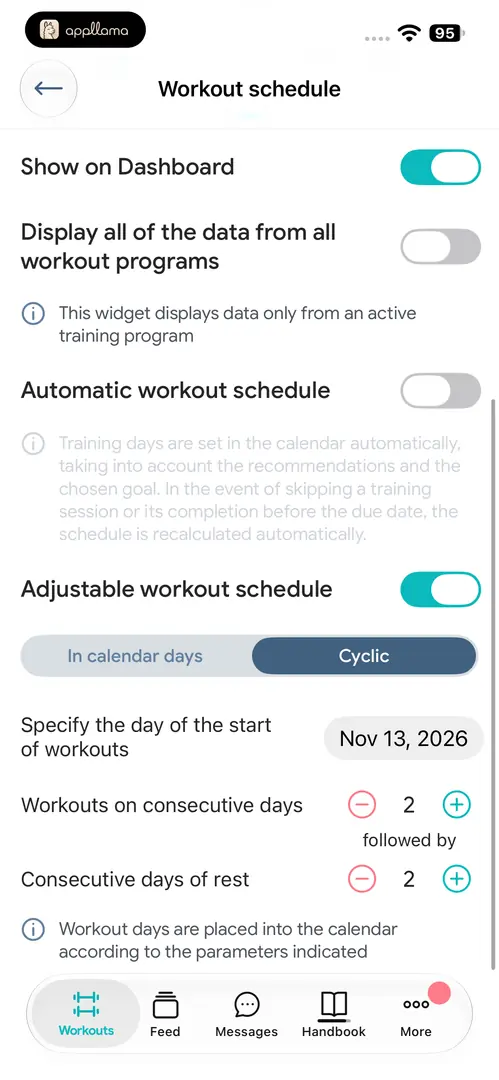 appllama
95
Workout schedule
Show on Dashboard
Display all of the data from all
workout programs
This widget displays data only from an active
training program
Automatic workout schedule
Training days are set in the calendar automatically,
taking into account the recommendations and the
chosen goal. In the event of skipping a training
session or its completion before the due date, the
schedule is recalculated automatically.
Adjustable workout schedule
In calendar days
Cyclic
Specify the day of the start
of workouts
Nov 13, 2026
Workouts on consecutive days
2
followed by
Consecutive days of rest
2
Workout days are placed into the calendar
according to the parameters indicated
Workouts
Feed
Messages
Handbook
More